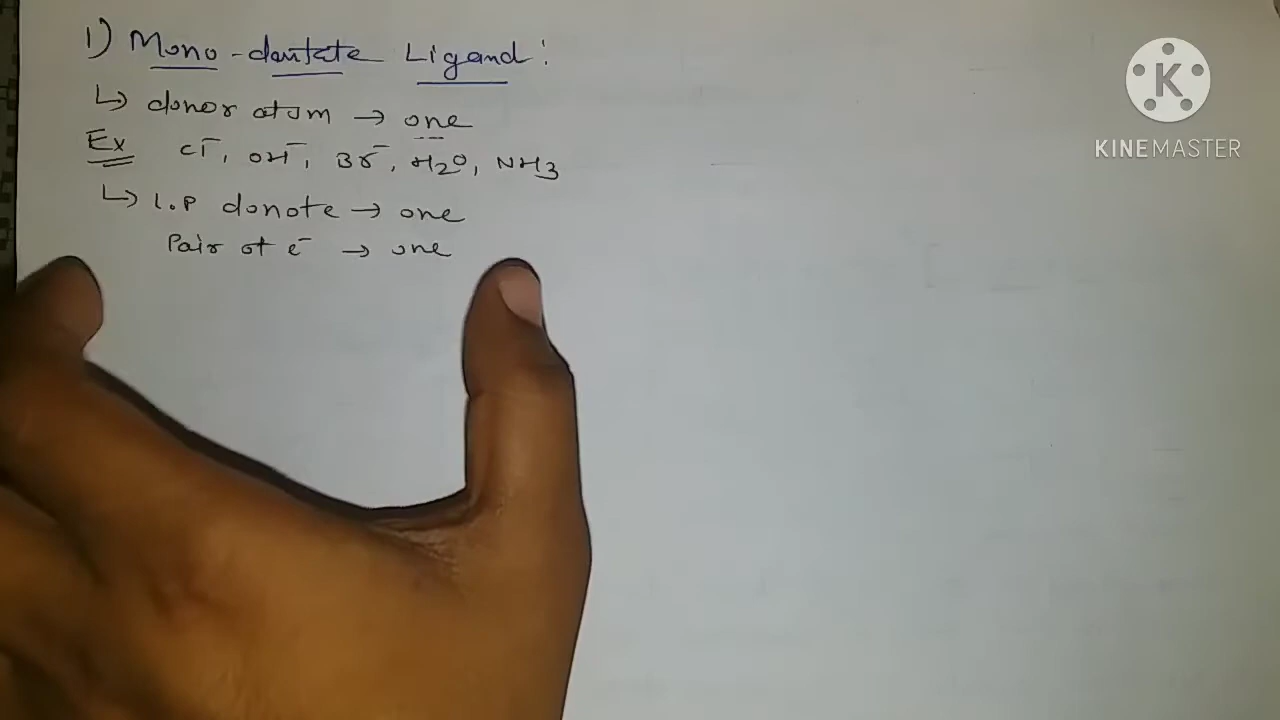 1) Mono-dentate Ligand:
↳ donor atom → one
Ex Cl⁻, OH⁻, Br⁻, H₂O, NH₃
↳ l.p donote → one
Pair of e⁻ → one
K
KINEMASTER